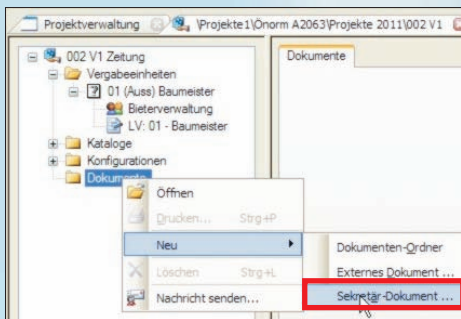 Projektverwaltung \Projekte1\Önorm A2063\Projekte 2011\002 V1
002 V1 Zeitung
Vergabeeinheiten
01 (Auss) Baumeister
Bieterverwaltung
LV: 01 - Baumeister
Kataloge
Konfigurationen
Dokumente
Dokumente
Öffnen
Drucken... Strg+P
Neu
Löschen Strg+L
Nachricht senden...
Dokumenten-Ordner
Externes Dokument ...
Sekretär-Dokument ...